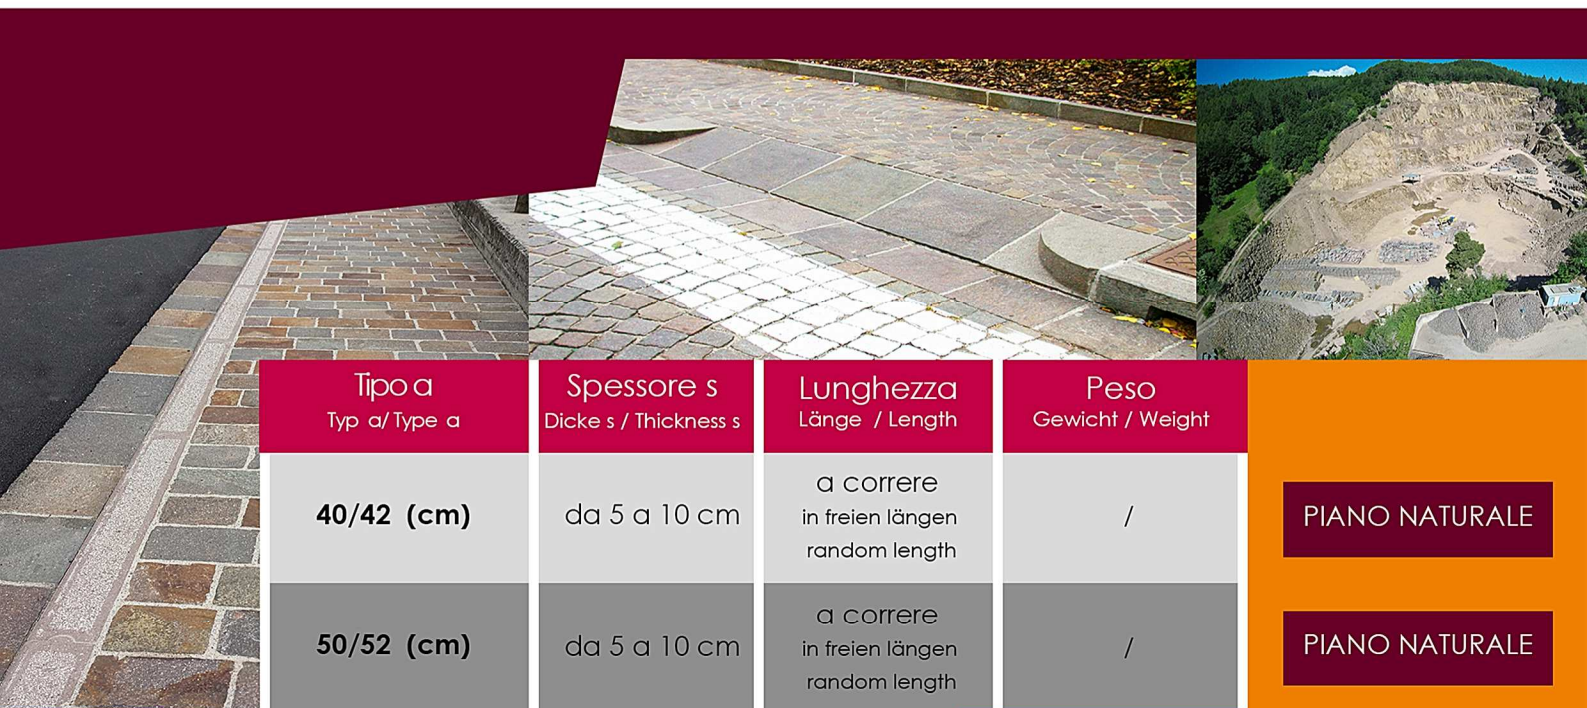 Tipo a
Typ a/ Type a
Spessore s
Dicke s / Thickness s
Lunghezza
Länge / Length
Peso
Gewicht / Weight
40/42 (cm)
da 5 a 10 cm
a correre
in freien längen
random length
/
PIANO NATURALE
50/52 (cm)
da 5 a 10 cm
a correre
in freien längen
random length
/
PIANO NATURALE